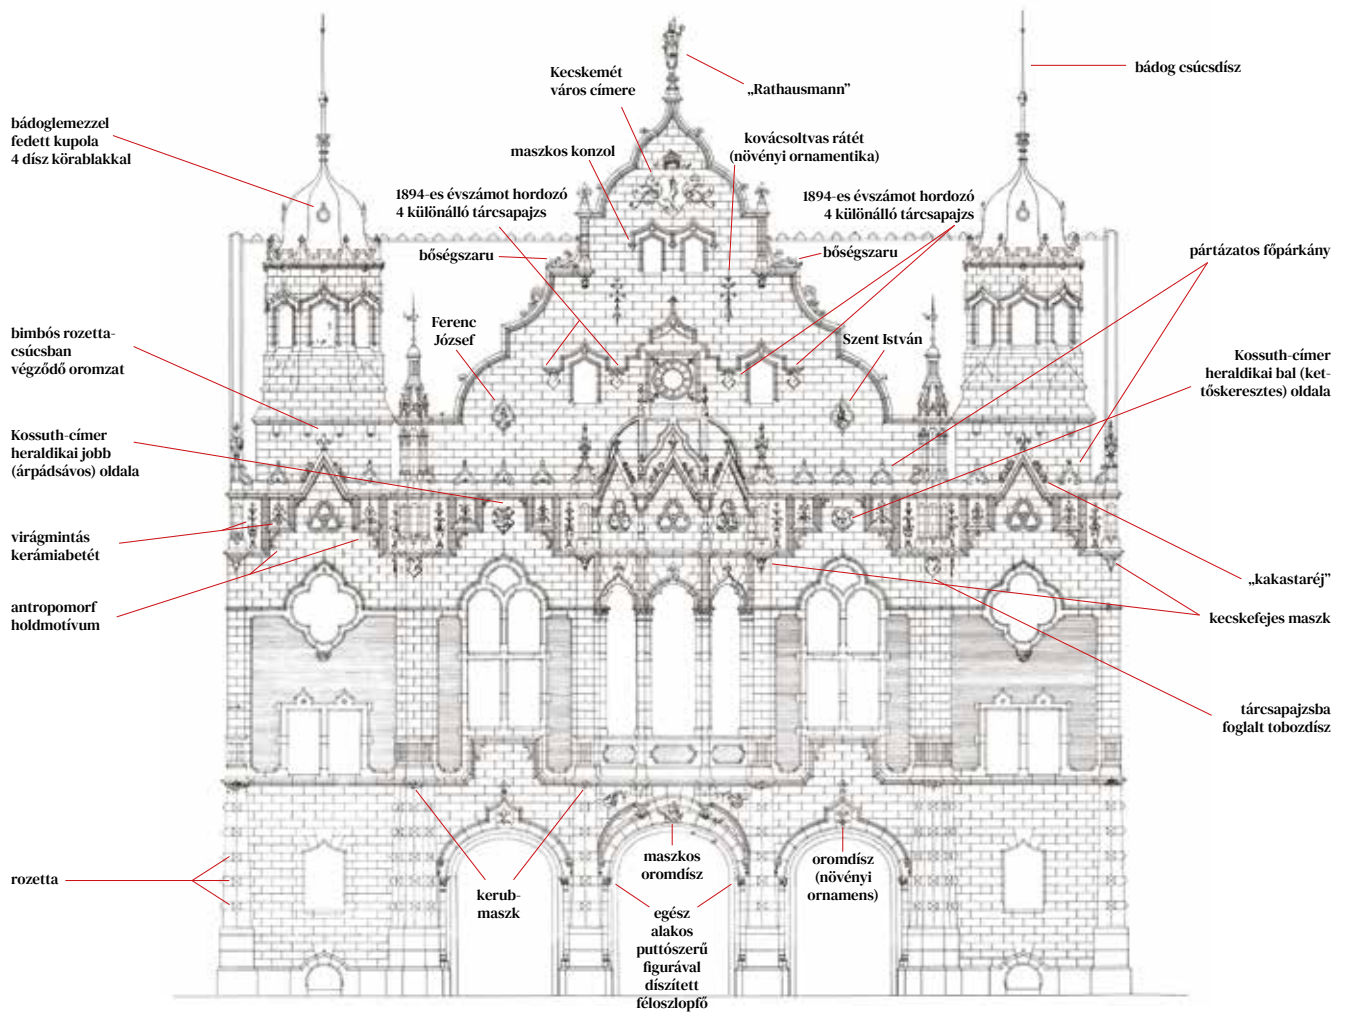 bádog csúcsdísz
Kecskemét
város címere
„Rathausmann”
bádoglemezzel
fedett kupola
4 dísz körablakkal
kovácsoltvas rátét
(növényi ornamentika)
maszkos konzol
1894-es évszámot hordozó
4 különálló tárcsapajzs
1894-es évszámot hordozó
4 különálló tárcsapajzs
bőségszaru
bőségszaru
pártázatos főpárkány
bimbós rozetta-
csúcsban
végződő oromzat
Ferenc
József
Szent István
Kossuth-címer
heraldikai bal (ket-
tőskeresztes) oldala
Kossuth-címer
heraldikai jobb
(árpádsávos) oldala
virágmintás
kerámiabetét
„kakastaréj”
antropomorf
holdmotívum
kecskefejes maszk
tárcsapajzsba
foglalt tobozdísz
rozetta
kerub-
maszk
maszkos
oromdísz
oromdísz
(növényi
ornamens)
egész
alakos
puttószerű
figurával
díszített
féloszlopfő